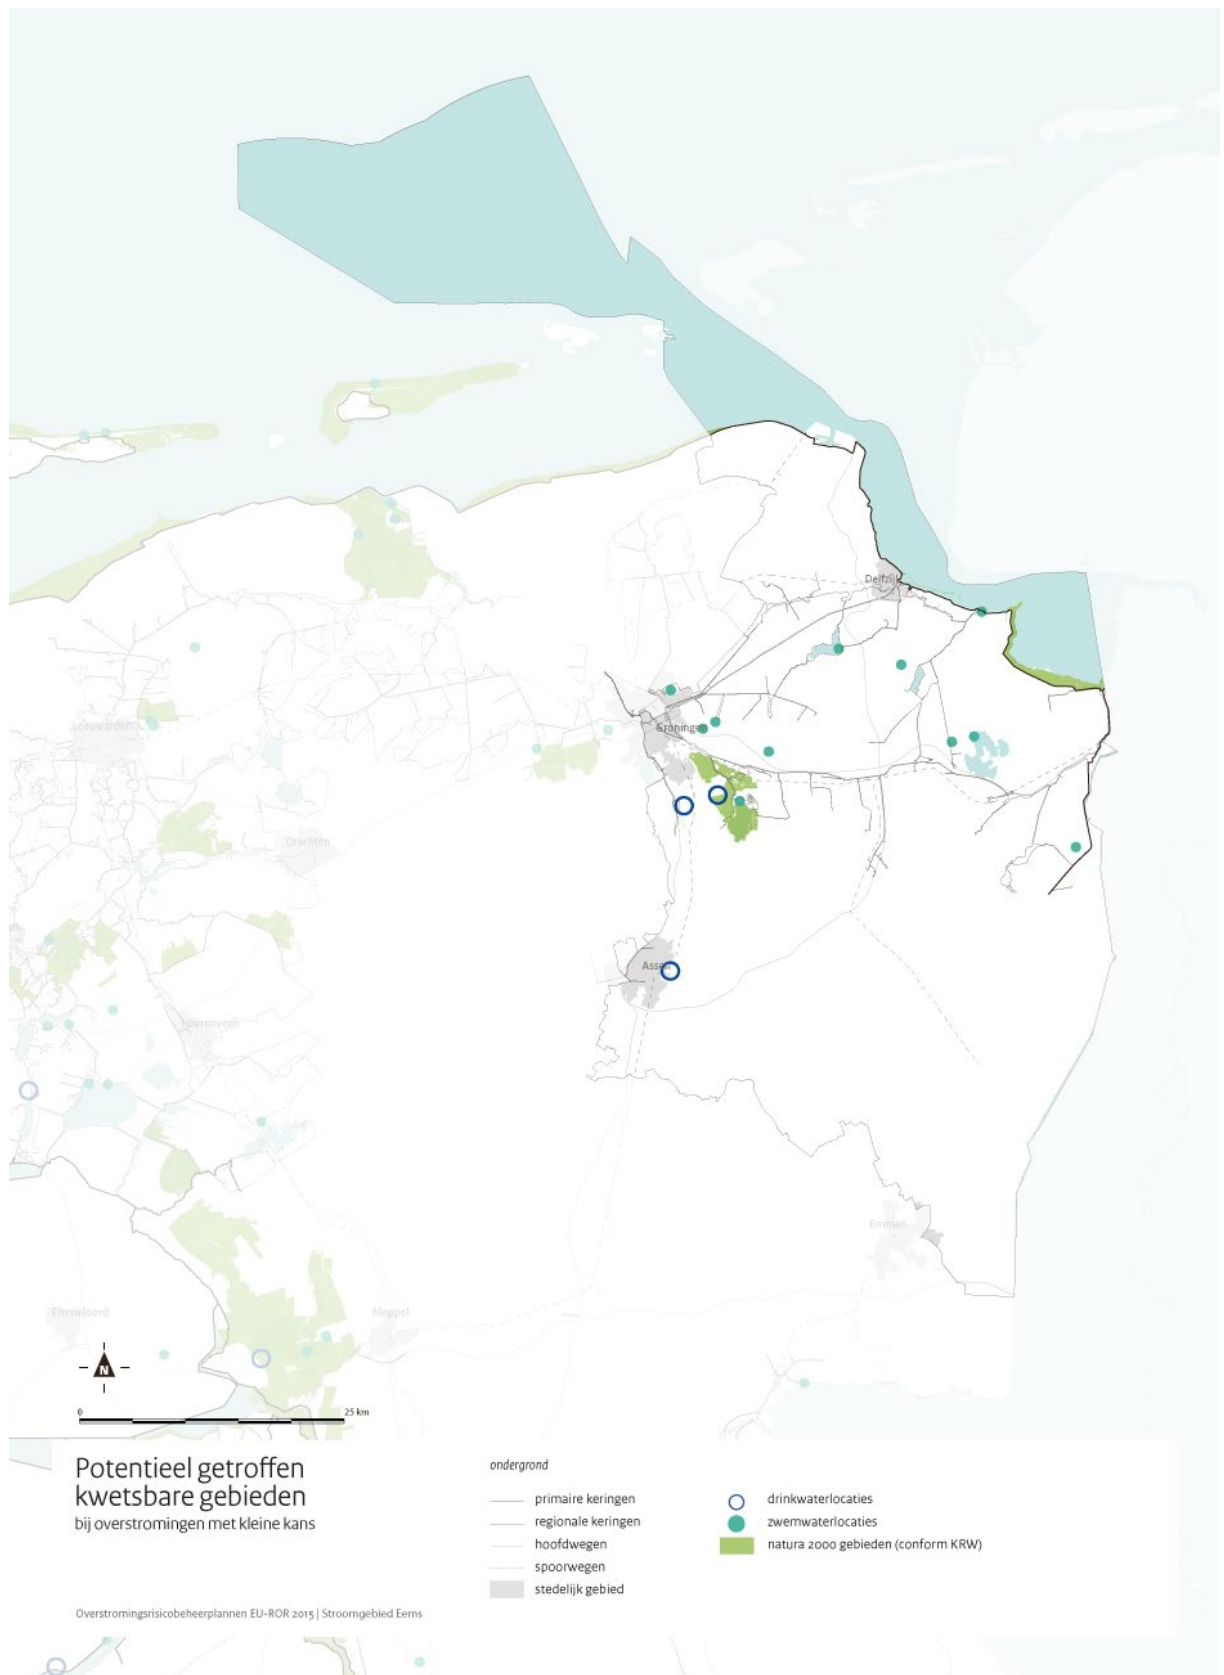 Delfzijl
Groningen
Leeuwarden
Drachten
Assen
Heerenveen
Emmen
Emmeloord
Meppel
N
0
25 km
Potentieel getroffen
kwetsbare gebieden
bij overstromingen met kleine kans
ondergrond
primaire keringen
regionale keringen
hoofdwegen
spoorwegen
stedelijk gebied
drinkwaterlocaties
zwemwaterlocaties
natura 2000 gebieden (conform KRW)
Overstromingsrisicobeheerplannen EU-ROR 2015 | Stroomgebied Eems